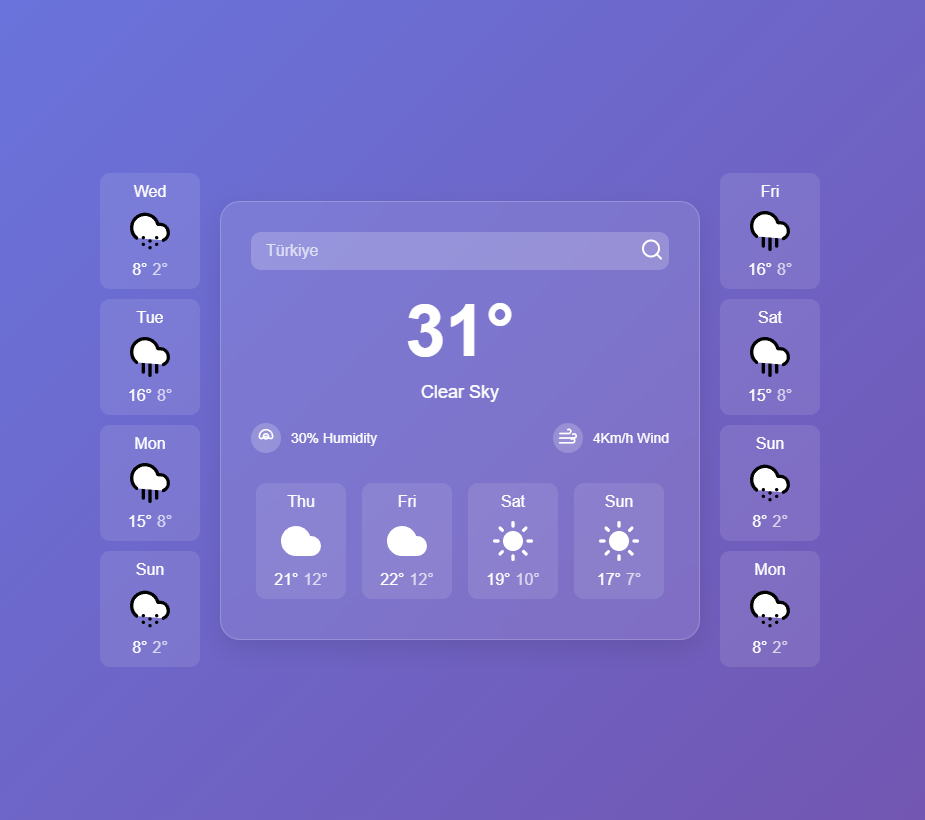 Wed
8° 2°
Tue
16° 8°
Mon
15° 8°
Sun
8° 2°
Türkiye
31°
Clear Sky
30% Humidity
4Km/h Wind
Thu
21° 12°
Fri
22° 12°
Sat
19° 10°
Sun
17° 7°
Fri
16° 8°
Sat
15° 8°
Sun
8° 2°
Mon
8° 2°